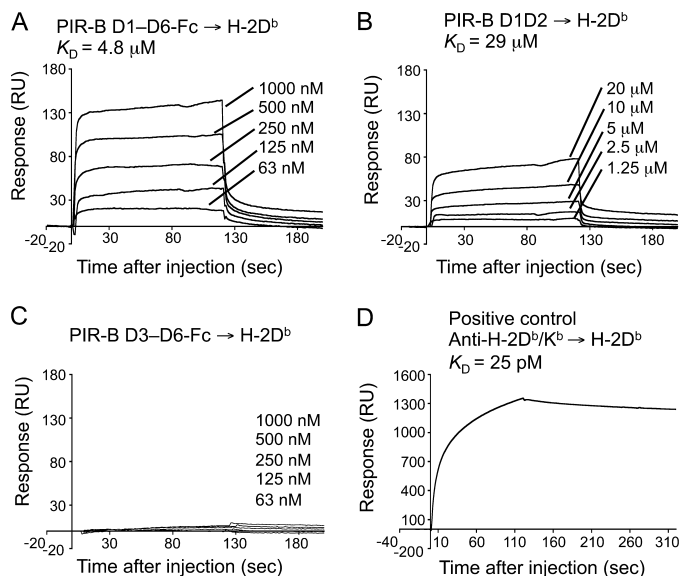 A
PIR-B D1–D6-Fc → H-2Dᵇ
K_D = 4.8 μM
Response (RU)
180
130
80
30
-20
-20
30
80
130
180
1000 nM
500 nM
250 nM
125 nM
63 nM
Time after injection (sec)
B
PIR-B D1D2 → H-2Dᵇ
K_D = 29 μM
Response (RU)
180
130
80
30
-20
-20
30
80
130
180
20 μM
10 μM
5 μM
2.5 μM
1.25 μM
Time after injection (sec)
C
PIR-B D3–D6-Fc → H-2Dᵇ
Response (RU)
180
130
80
30
-20
-20
30
80
130
180
1000 nM
500 nM
250 nM
125 nM
63 nM
Time after injection (sec)
D
Positive control
Anti-H-2Dᵇ/Kᵇ → H-2Dᵇ
K_D = 25 pM
Response (RU)
1600
1300
1000
700
400
100
-200
-40
10
60
110
160
210
260
310
Time after injection (sec)